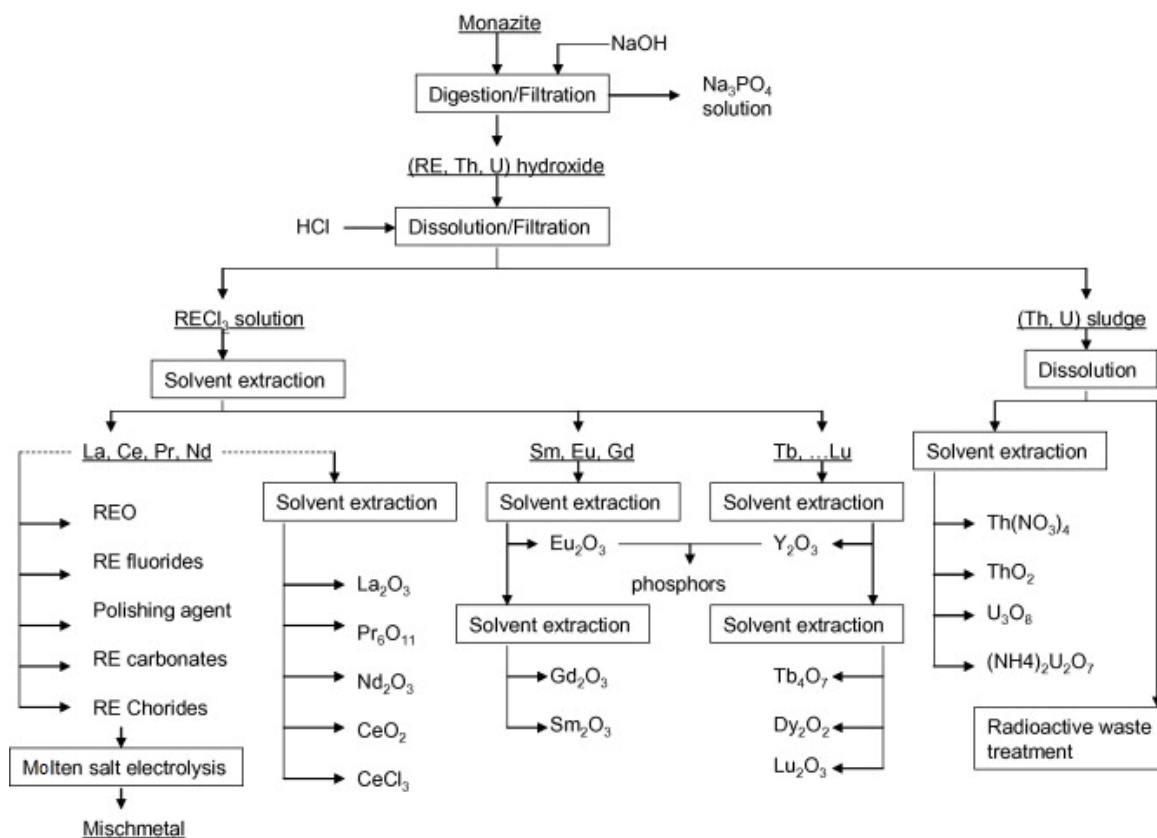 Monazite
NaOH
Digestion/Filtration
Na₃PO₄
solution
(RE, Th, U) hydroxide
HCl
Dissolution/Filtration
RECl₃ solution
(Th, U) sludge
Solvent extraction
Dissolution
La, Ce, Pr, Nd
Sm, Eu, Gd
Tb, ...Lu
Solvent extraction
Solvent extraction
Solvent extraction
Solvent extraction
REO
RE fluorides
Polishing agent
RE carbonates
RE Chorides
Molten salt electrolysis
Mischmetal
La₂O₃
Pr₆O₁₁
Nd₂O₃
CeO₂
CeCl₃
Eu₂O₃
Y₂O₃
phosphors
Solvent extraction
Solvent extraction
Gd₂O₃
Sm₂O₃
Tb₄O₇
Dy₂O₂
Lu₂O₃
Th(NO₃)₄
ThO₂
U₃O₈
(NH4)₂U₂O₇
Radioactive waste
treatment